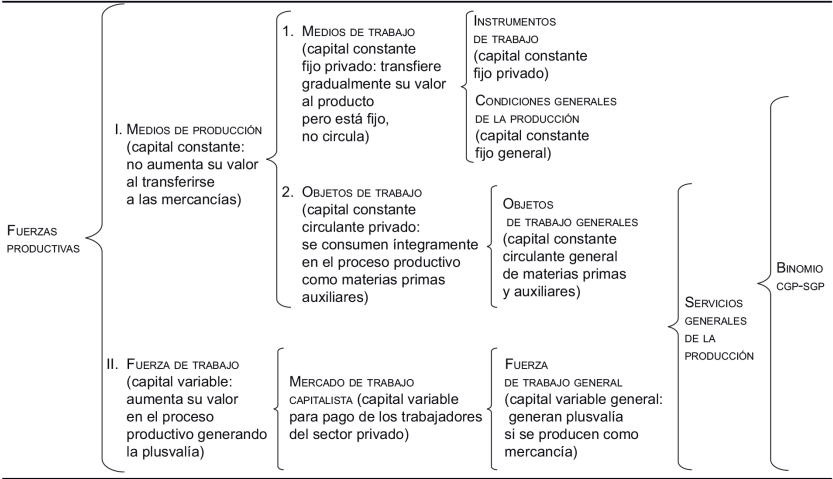 FUERZAS
PRODUCTIVAS
I. MEDIOS DE PRODUCCIÓN
(capital constante:
no aumenta su valor
al transferirse
a las mercancías)
1. MEDIOS DE TRABAJO
(capital constante
fijo privado: transfiere
gradualmente su valor
al producto
pero está fijo,
no circula)
INSTRUMENTOS
DE TRABAJO
(capital constante
fijo privado)
CONDICIONES GENERALES
DE LA PRODUCCIÓN
(capital constante
fijo general)
2. OBJETOS DE TRABAJO
(capital constante
circulante privado:
se consumen íntegramente
en el proceso productivo
como materias primas
auxiliares)
OBJETOS
DE TRABAJO GENERALES
(capital constante
circulante general
de materias primas
y auxiliares)
II. FUERZA DE TRABAJO
(capital variable:
aumenta su valor
en el proceso
productivo generando
la plusvalía)
MERCADO DE TRABAJO
CAPITALISTA (capital variable
para pago de los trabajadores
del sector privado)
FUERZA
DE TRABAJO GENERAL
(capital variable general:
generan plusvalía
si se producen como
mercancía)
SERVICIOS
GENERALES
DE LA
PRODUCCIÓN
BINOMIO
CGP-SGP